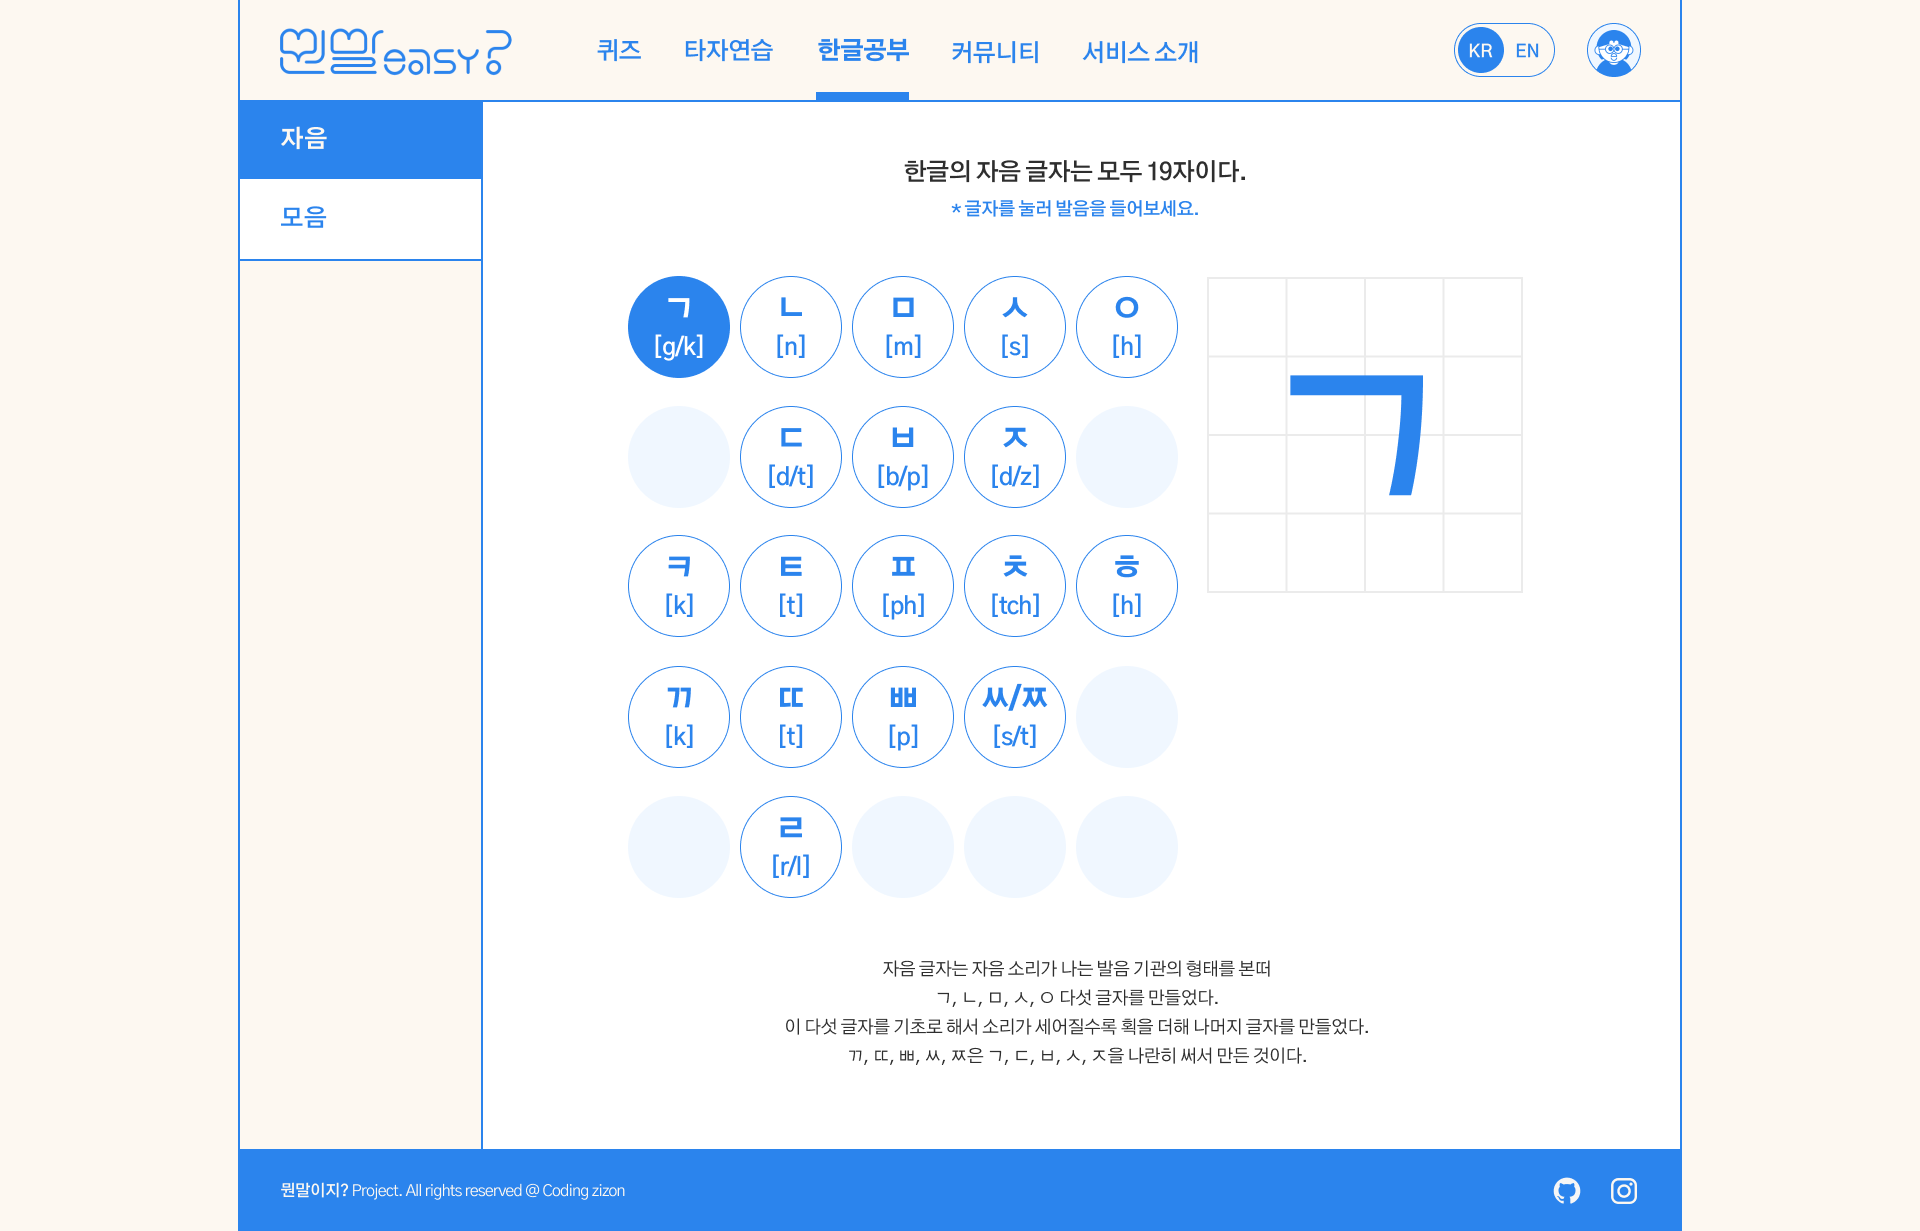 뭔말easy?
퀴즈
타자연습
한글공부
커뮤니티
서비스 소개
KR
EN
자음
모음
한글의 자음 글자는 모두 19자이다.
* 글자를 눌러 발음을 들어보세요.
ㄱ ㄴ ㅁ ㅅ ㅇ
[g/k] [n] [m] [s] [h]
ㄱ
ㄷ ㅂ ㅈ
[d/t] [b/p] [d/z]
ㅋ ㅌ ㅍ ㅊ ㅎ
[k] [t] [ph] [tch] [h]
ㄲ ㄸ ㅃ ㅆ/ㅉ
[k] [t] [p] [s/t]
ㄹ
[r/l]
자음 글자는 자음 소리가 나는 발음 기관의 형태를 본떠
ㄱ, ㄴ, ㅁ, ㅅ, ㅇ 다섯 글자를 만들었다.
이 다섯 글자를 기초로 해서 소리가 세어질수록 획을 더해 나머지 글자를 만들었다.
ㄲ, ㄸ, ㅃ, ㅆ, ㅉ은 ㄱ, ㄷ, ㅂ, ㅅ, ㅈ을 나란히 써서 만든 것이다.
뭔말이지? Project. All rights reserved @ Coding zizon